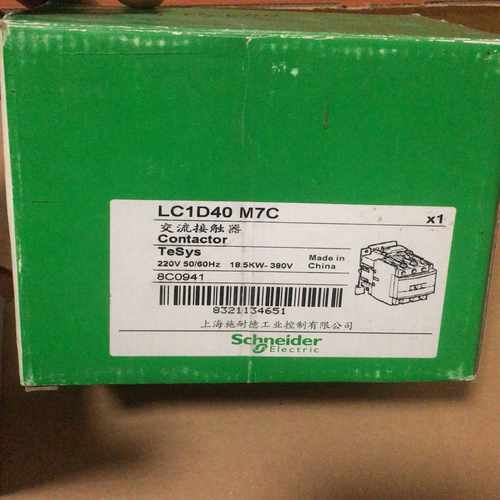 LC1D40 M7C x1
交流接触器
Contactor
TeSys
220V 50/60Hz 18.5KW- 380V Made in China
8C0941
8321134651
上海施耐德工业控制有限公司
Schneider
Electric